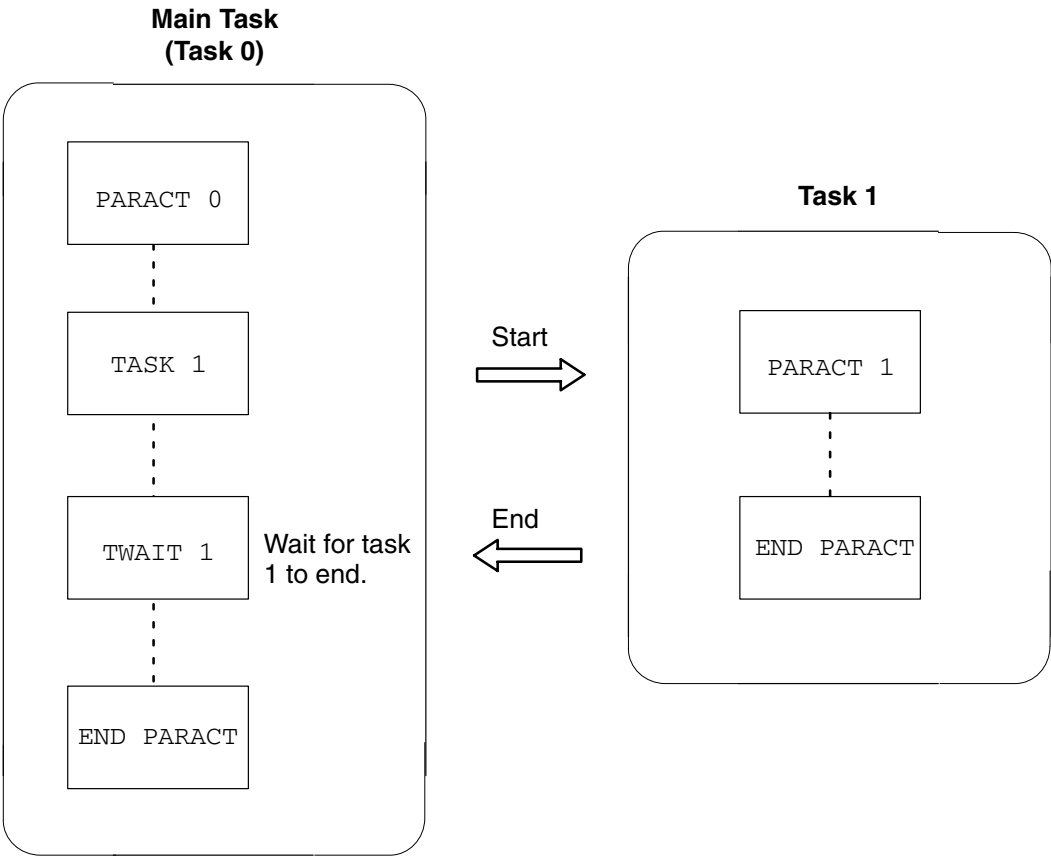 Main Task
(Task 0)
PARACT 0
TASK 1
TWAIT 1
Wait for task
1 to end.
END PARACT
Start
End
Task 1
PARACT 1
END PARACT